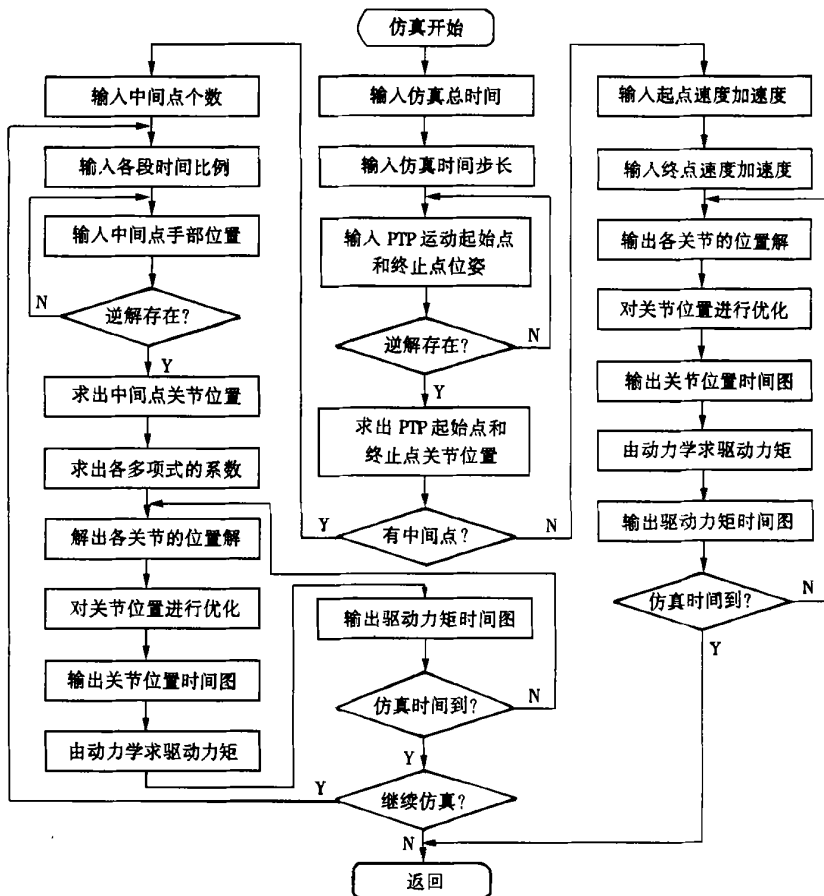 仿真开始
输入仿真总时间
输入仿真时间步长
输入 PTP 运动起始点
和终止点位姿
逆解存在?
N
Y
求出 PTP 起始点和
终止点关节位置
有中间点?
Y
N
输入中间点个数
输入各段时间比例
输入中间点手部位置
逆解存在?
N
Y
求出中间点关节位置
求出各多项式的系数
解出各关节的位置解
对关节位置进行优化
输出关节位置时间图
由动力学求驱动力矩
输出驱动力矩时间图
仿真时间到?
N
Y
继续仿真?
Y
N
返回
输入起点速度加速度
输入终点速度加速度
输出各关节的位置解
对关节位置进行优化
输出关节位置时间图
由动力学求驱动力矩
输出驱动力矩时间图
仿真时间到?
N
Y